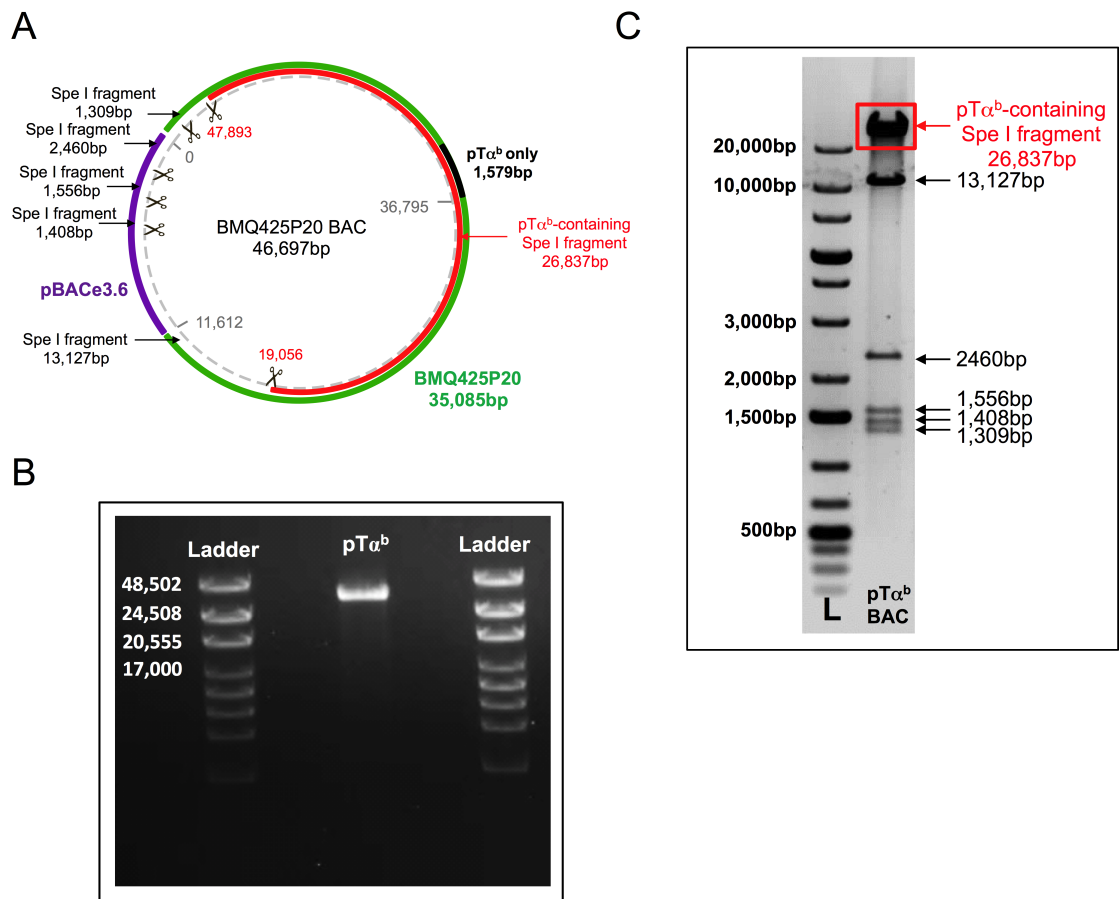 A
Spe I fragment
1,309bp
Spe I fragment
2,460bp
Spe I fragment
1,556bp
Spe I fragment
1,408bp
pBACe3.6
Spe I fragment
13,127bp
47,893
0
BMQ425P20 BAC
46,697bp
11,612
19,056
pTαᵇ only
1,579bp
36,795
pTαᵇ-containing
Spe I fragment
26,837bp
BMQ425P20
35,085bp
B
Ladder
pTαᵇ
Ladder
48,502
24,508
20,555
17,000
C
20,000bp
10,000bp
3,000bp
2,000bp
1,500bp
500bp
pTαᵇ-containing
Spe I fragment
26,837bp
13,127bp
2460bp
1,556bp
1,408bp
1,309bp
L
pTαᵇ
BAC